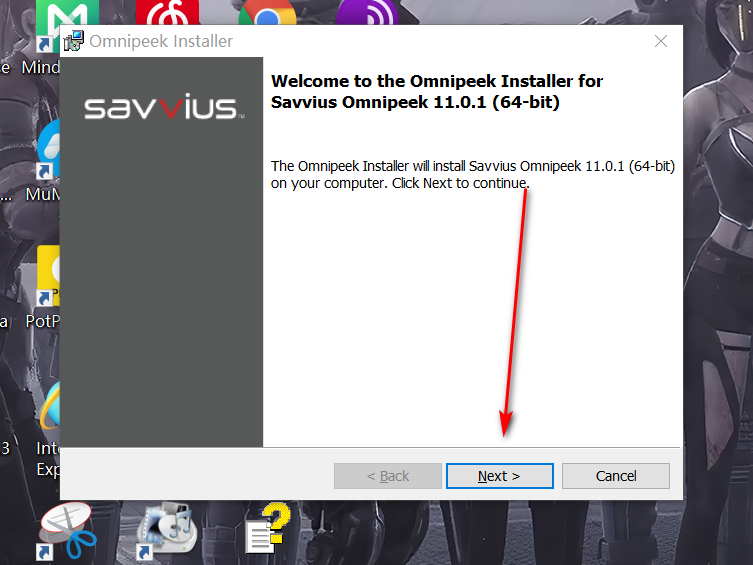 e
Mind
Omnipeek Installer
savvius™
Welcome to the Omnipeek Installer for
Savvius Omnipeek 11.0.1 (64-bit)
The Omnipeek Installer will install Savvius Omnipeek 11.0.1 (64-bit)
on your computer. Click Next to continue.
...
MuM
a
PotP
3
Inte
Exp
< Back
Next >
Cancel